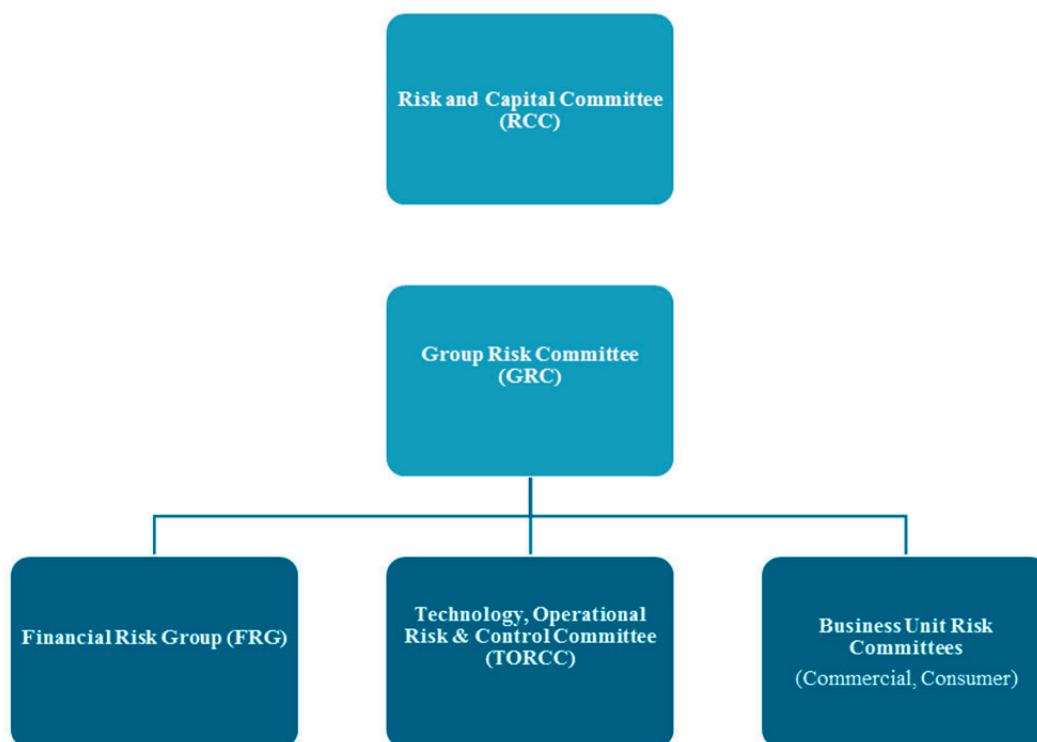 Risk and Capital Committee
(RCC)
Group Risk Committee
(GRC)
Financial Risk Group (FRG)
Technology, Operational
Risk & Control Committee
(TORCC)
Business Unit Risk
Committees
(Commercial, Consumer)